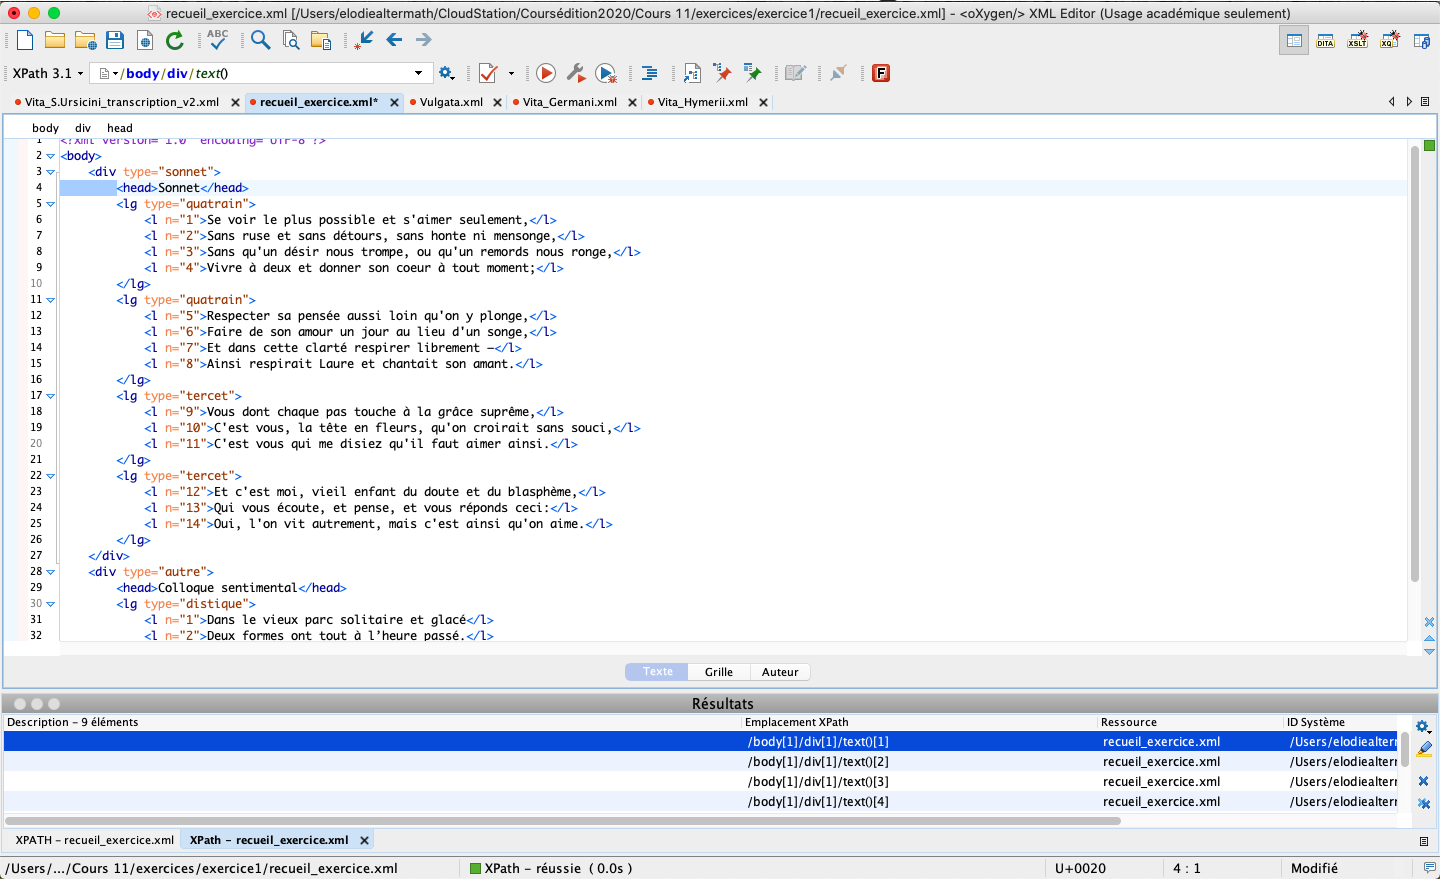 recueil_exercice.xml [/Users/elodiealtermath/CloudStation/Coursédition2020/Cours 11/exercices/exercice1/recueil_exercice.xml] - <oXygen/> XML Editor (Usage académique seulement)
ABC DITA XSLT XQ
XPath 3.1 /body/div/text() F
Vita_S.Ursicini_transcription_v2.xml recueil_exercice.xml* Vulgata.xml Vita_Germani.xml Vita_Hymerii.xml
body div head
1 <?xml version="1.0" encoding="UTF-8"?>
2 <body>
3 <div type="sonnet">
4 <head>Sonnet</head>
5 <lg type="quatrain">
6 <l n="1">Se voir le plus possible et s'aimer seulement,</l>
7 <l n="2">Sans ruse et sans détours, sans honte ni mensonge,</l>
8 <l n="3">Sans qu'un désir nous trompe, ou qu'un remords nous ronge,</l>
9 <l n="4">Vivre à deux et donner son coeur à tout moment;</l>
10 </lg>
11 <lg type="quatrain">
12 <l n="5">Respecter sa pensée aussi loin qu'on y plonge,</l>
13 <l n="6">Faire de son amour un jour au lieu d'un songe,</l>
14 <l n="7">Et dans cette clarté respirer librement —</l>
15 <l n="8">Ainsi respirait Laure et chantait son amant.</l>
16 </lg>
17 <lg type="tercet">
18 <l n="9">Vous dont chaque pas touche à la grâce suprême,</l>
19 <l n="10">C'est vous, la tête en fleurs, qu'on croirait sans souci,</l>
20 <l n="11">C'est vous qui me disiez qu'il faut aimer ainsi.</l>
21 </lg>
22 <lg type="tercet">
23 <l n="12">Et c'est moi, vieil enfant du doute et du blasphème,</l>
24 <l n="13">Qui vous écoute, et pense, et vous réponds ceci:</l>
25 <l n="14">Oui, l'on vit autrement, mais c'est ainsi qu'on aime.</l>
26 </lg>
27 </div>
28 <div type="autre">
29 <head>Colloque sentimental</head>
30 <lg type="distique">
31 <l n="1">Dans le vieux parc solitaire et glacé</l>
32 <l n="2">Deux formes ont tout à l’heure passé.</l>
Texte Grille Auteur
Résultats
Description – 9 éléments Emplacement XPath Ressource ID Système
/body[1]/div[1]/text()[1] recueil_exercice.xml /Users/elodiealterm
/body[1]/div[1]/text()[2] recueil_exercice.xml /Users/elodiealterm
/body[1]/div[1]/text()[3] recueil_exercice.xml /Users/elodiealterm
/body[1]/div[1]/text()[4] recueil_exercice.xml /Users/elodiealterm
XPATH – recueil_exercice.xml XPath – recueil_exercice.xml
/Users/.../Cours 11/exercices/exercice1/recueil_exercice.xml XPath – réussie (0.0s) U+0020 4 : 1 Modifié